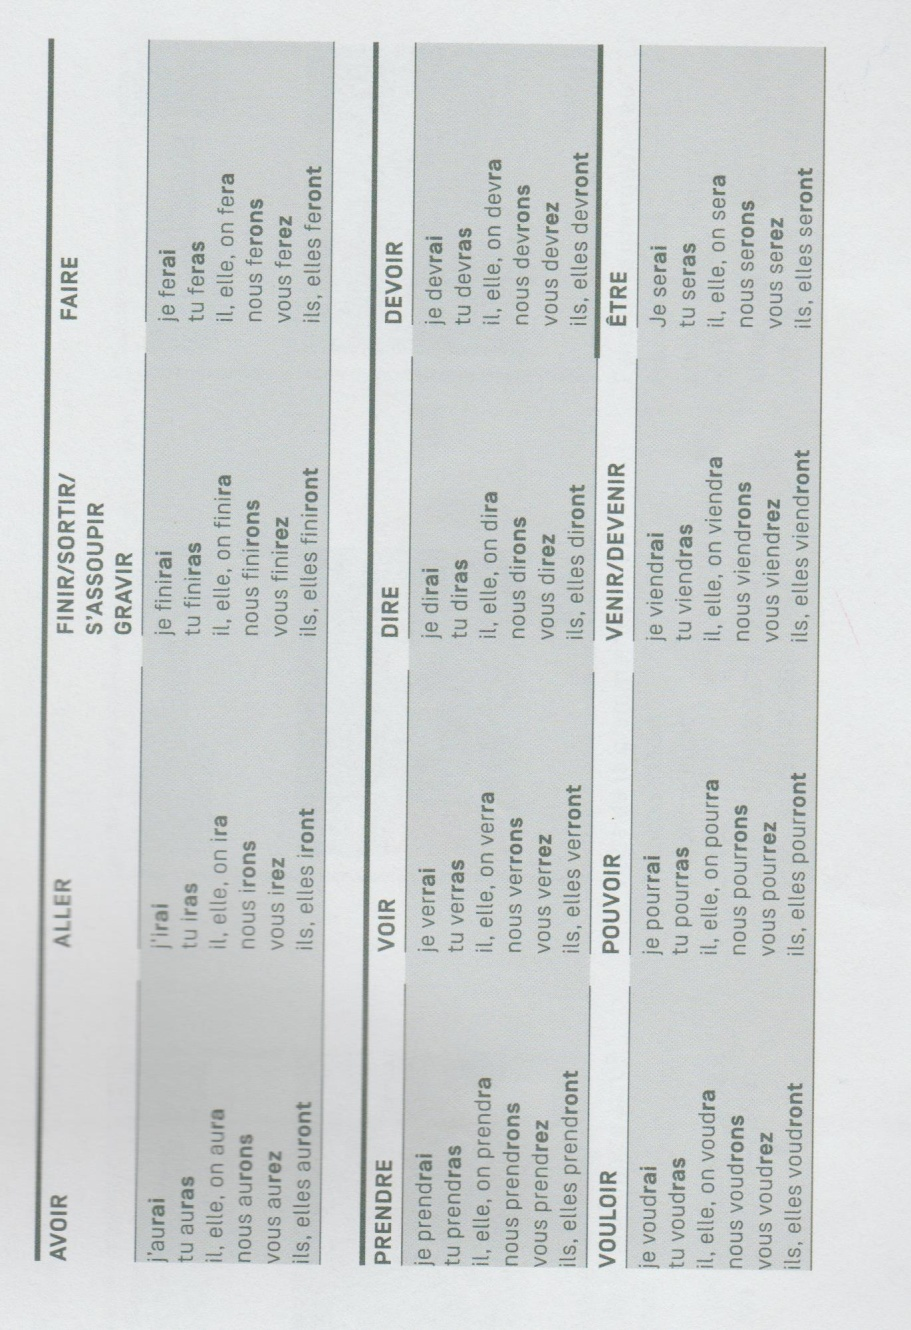 AVOIR
j'aurai
tu auras
il, elle, on aura
nous aurons
vous aurez
ils, elles auront
ALLER
j'irai
tu iras
il, elle, on ira
nous irons
vous irez
ils, elles iront
FINIR/SORTIR/
S'ASSOUPIR
GRAVIR
je finirai
tu finiras
il, elle, on finira
nous finirons
vous finirez
ils, elles finiront
FAIRE
je ferai
tu feras
il, elle, on fera
nous ferons
vous ferez
ils, elles feront
PRENDRE
je prendrai
tu prendras
il, elle, on prendra
nous prendrons
vous prendrez
ils, elles prendront
VOIR
je verrai
tu verras
il, elle, on verra
nous verrons
vous verrez
ils, elles verront
DIRE
je dirai
tu diras
il, elle, on dira
nous dirons
vous direz
ils, elles diront
DEVOIR
je devrai
tu devras
il, elle, on devra
nous devrons
vous devrez
ils, elles devront
VOULOIR
je voudrai
tu voudras
il, elle, on voudra
nous voudrons
vous voudrez
ils, elles voudront
POUVOIR
je pourrai
tu pourras
il, elle, on pourra
nous pourrons
vous pourrez
ils, elles pourront
VENIR/DEVENIR
je viendrai
tu viendras
il, elle, on viendra
nous viendrons
vous viendrez
ils, elles viendront
ÊTRE
Je serai
tu seras
il, elle, on sera
nous serons
vous serez
ils, elles seront